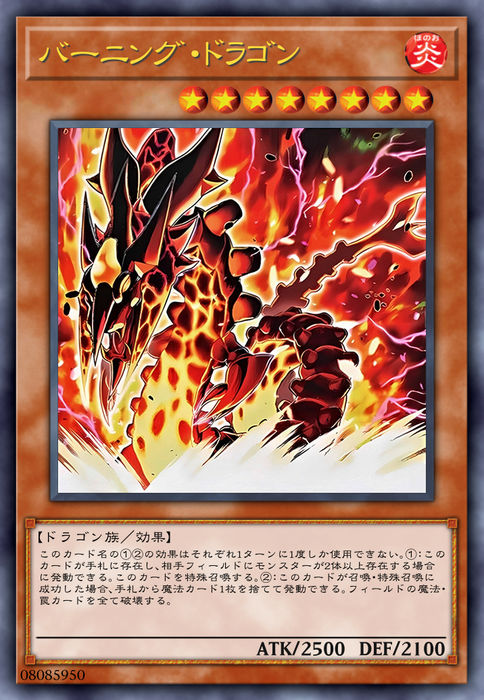 バーニング・ドラゴン
ほのお
炎
【ドラゴン族／効果】
このカード名の①②の効果はそれぞれ1ターンに1度しか使用できない。①：この
カードが手札に存在し、相手フィールドにモンスターが2体以上存在する場合
に発動できる。このカードを特殊召喚する。②：このカードが召喚・特殊召喚に
成功した場合、手札から魔法カード1枚を捨てて発動できる。フィールドの魔法・
罠カードを全て破壊する。
ATK/2500 DEF/2100
08085950